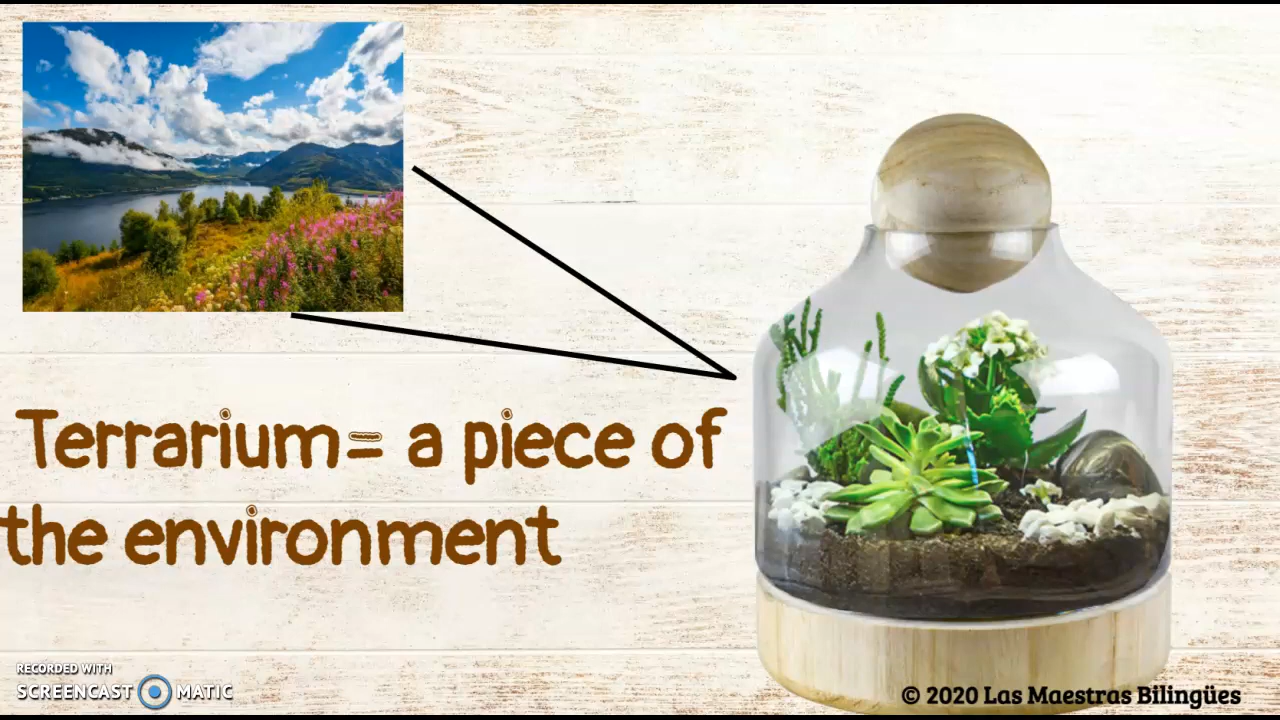 Terrarium= a piece of
the environment
RECORDED WITH
SCREENCAST MATIC
© 2020 Las Maestras Bilingües